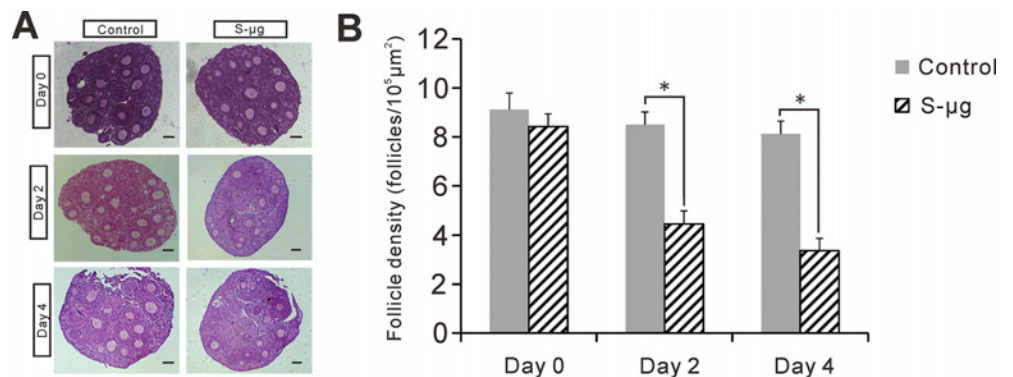 A
Control
S-µg
Day 0
Day 2
Day 4
B
Follicle density (follicles/10⁵µm²)
12
10
8
6
4
2
0
*
*
Day 0
Day 2
Day 4
Control
S-µg